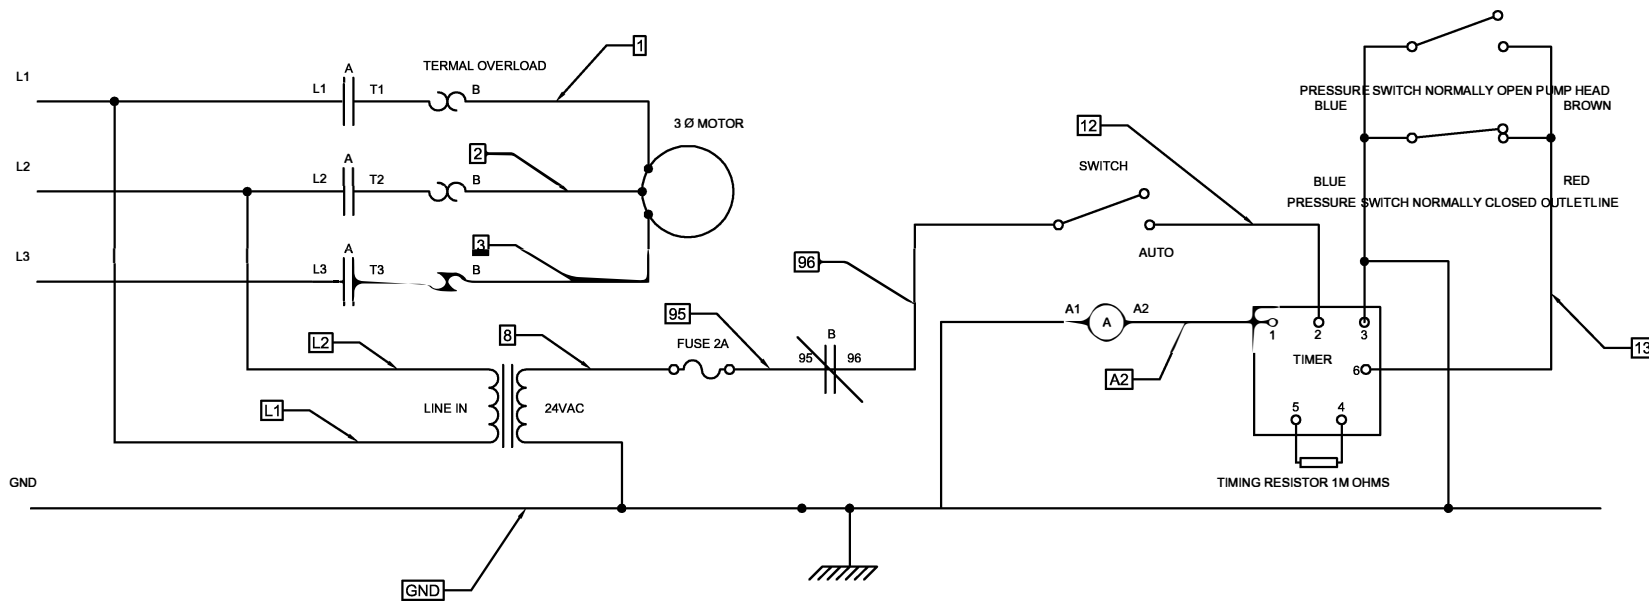 L1
A
L1
T1
TERMAL OVERLOAD
B
1
3 Ø MOTOR
L2
A
L2
T2
B
2
L3
A
L3
T3
B
3
L2
L1
LINE IN
24VAC
8
FUSE 2A
95
B
95
96
96
SWITCH
AUTO
12
PRESSURE SWITCH NORMALLY OPEN PUMP HEAD
BLUE
BROWN
BLUE
RED
PRESSURE SWITCH NORMALLY CLOSED OUTLETLINE
A1
A
A2
A2
1
2
3
TIMER
6
5
4
13
TIMING RESISTOR 1M OHMS
GND
GND